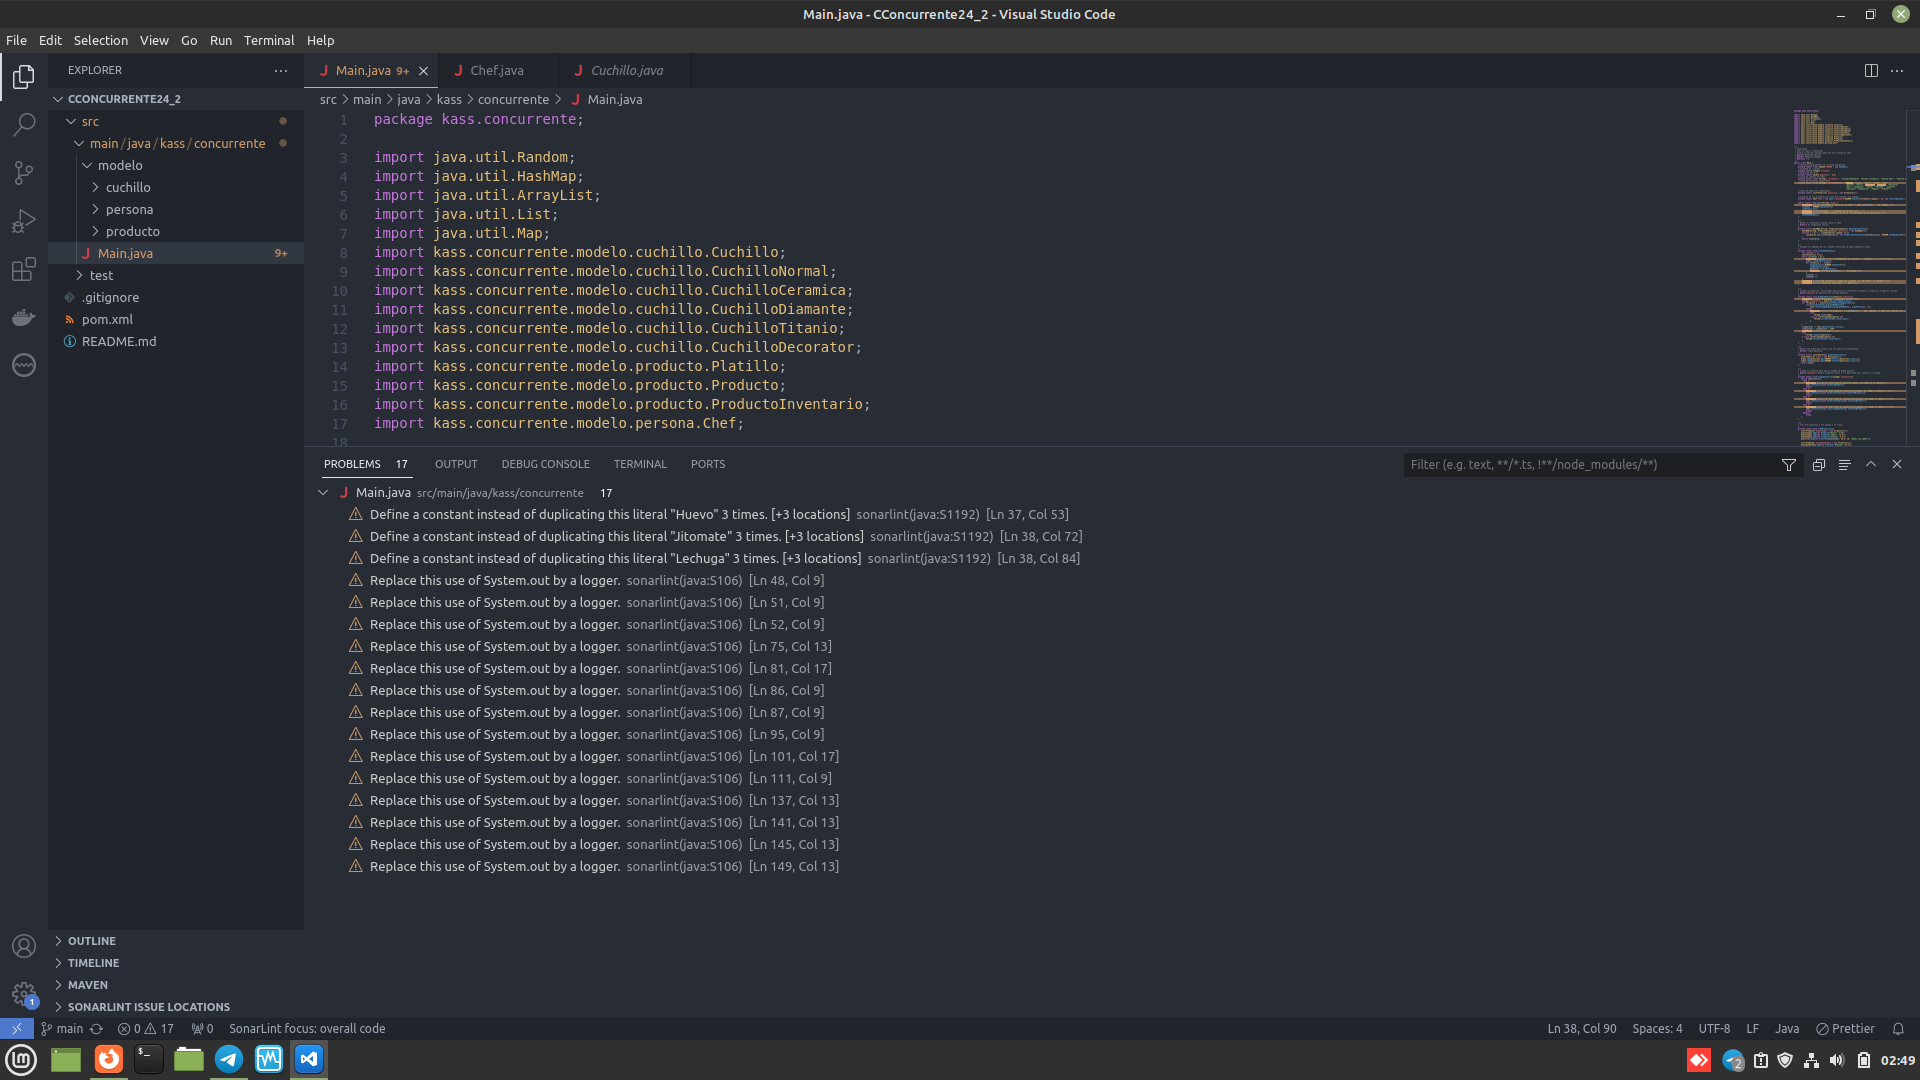 Main.java - CConcurrente24_2 - Visual Studio Code
File Edit Selection View Go Run Terminal Help
EXPLORER
Main.java 9+
Chef.java
Cuchillo.java
CCONCURRENTE24_2
src > main > java > kass > concurrente > J Main.java
src
main / java / kass / concurrente
modelo
cuchillo
persona
producto
Main.java 9+
test
.gitignore
pom.xml
README.md
1 package kass.concurrente;
2
3 import java.util.Random;
4 import java.util.HashMap;
5 import java.util.ArrayList;
6 import java.util.List;
7 import java.util.Map;
8 import kass.concurrente.modelo.cuchillo.Cuchillo;
9 import kass.concurrente.modelo.cuchillo.CuchilloNormal;
10 import kass.concurrente.modelo.cuchillo.CuchilloCeramica;
11 import kass.concurrente.modelo.cuchillo.CuchilloDiamante;
12 import kass.concurrente.modelo.cuchillo.CuchilloTitanio;
13 import kass.concurrente.modelo.cuchillo.CuchilloDecorator;
14 import kass.concurrente.modelo.producto.Platillo;
15 import kass.concurrente.modelo.producto.Producto;
16 import kass.concurrente.modelo.producto.ProductoInventario;
17 import kass.concurrente.modelo.persona.Chef;
18
PROBLEMS 17 OUTPUT DEBUG CONSOLE TERMINAL PORTS
Filter (e.g. text, **/*.ts, !**/node_modules/**)
Main.java src/main/java/kass/concurrente 17
Define a constant instead of duplicating this literal "Huevo" 3 times. [+3 locations] sonarlint(java:S1192) [Ln 37, Col 53]
Define a constant instead of duplicating this literal "Jitomate" 3 times. [+3 locations] sonarlint(java:S1192) [Ln 38, Col 72]
Define a constant instead of duplicating this literal "Lechuga" 3 times. [+3 locations] sonarlint(java:S1192) [Ln 38, Col 84]
Replace this use of System.out by a logger. sonarlint(java:S106) [Ln 48, Col 9]
Replace this use of System.out by a logger. sonarlint(java:S106) [Ln 51, Col 9]
Replace this use of System.out by a logger. sonarlint(java:S106) [Ln 52, Col 9]
Replace this use of System.out by a logger. sonarlint(java:S106) [Ln 75, Col 13]
Replace this use of System.out by a logger. sonarlint(java:S106) [Ln 81, Col 17]
Replace this use of System.out by a logger. sonarlint(java:S106) [Ln 86, Col 9]
Replace this use of System.out by a logger. sonarlint(java:S106) [Ln 87, Col 9]
Replace this use of System.out by a logger. sonarlint(java:S106) [Ln 95, Col 9]
Replace this use of System.out by a logger. sonarlint(java:S106) [Ln 101, Col 17]
Replace this use of System.out by a logger. sonarlint(java:S106) [Ln 111, Col 9]
Replace this use of System.out by a logger. sonarlint(java:S106) [Ln 137, Col 13]
Replace this use of System.out by a logger. sonarlint(java:S106) [Ln 141, Col 13]
Replace this use of System.out by a logger. sonarlint(java:S106) [Ln 145, Col 13]
Replace this use of System.out by a logger. sonarlint(java:S106) [Ln 149, Col 13]
OUTLINE
TIMELINE
MAVEN
SONARLINT ISSUE LOCATIONS
1
main 0 17 0 SonarLint focus: overall code
Ln 38, Col 90 Spaces: 4 UTF-8 LF Java Prettier
2
02:49